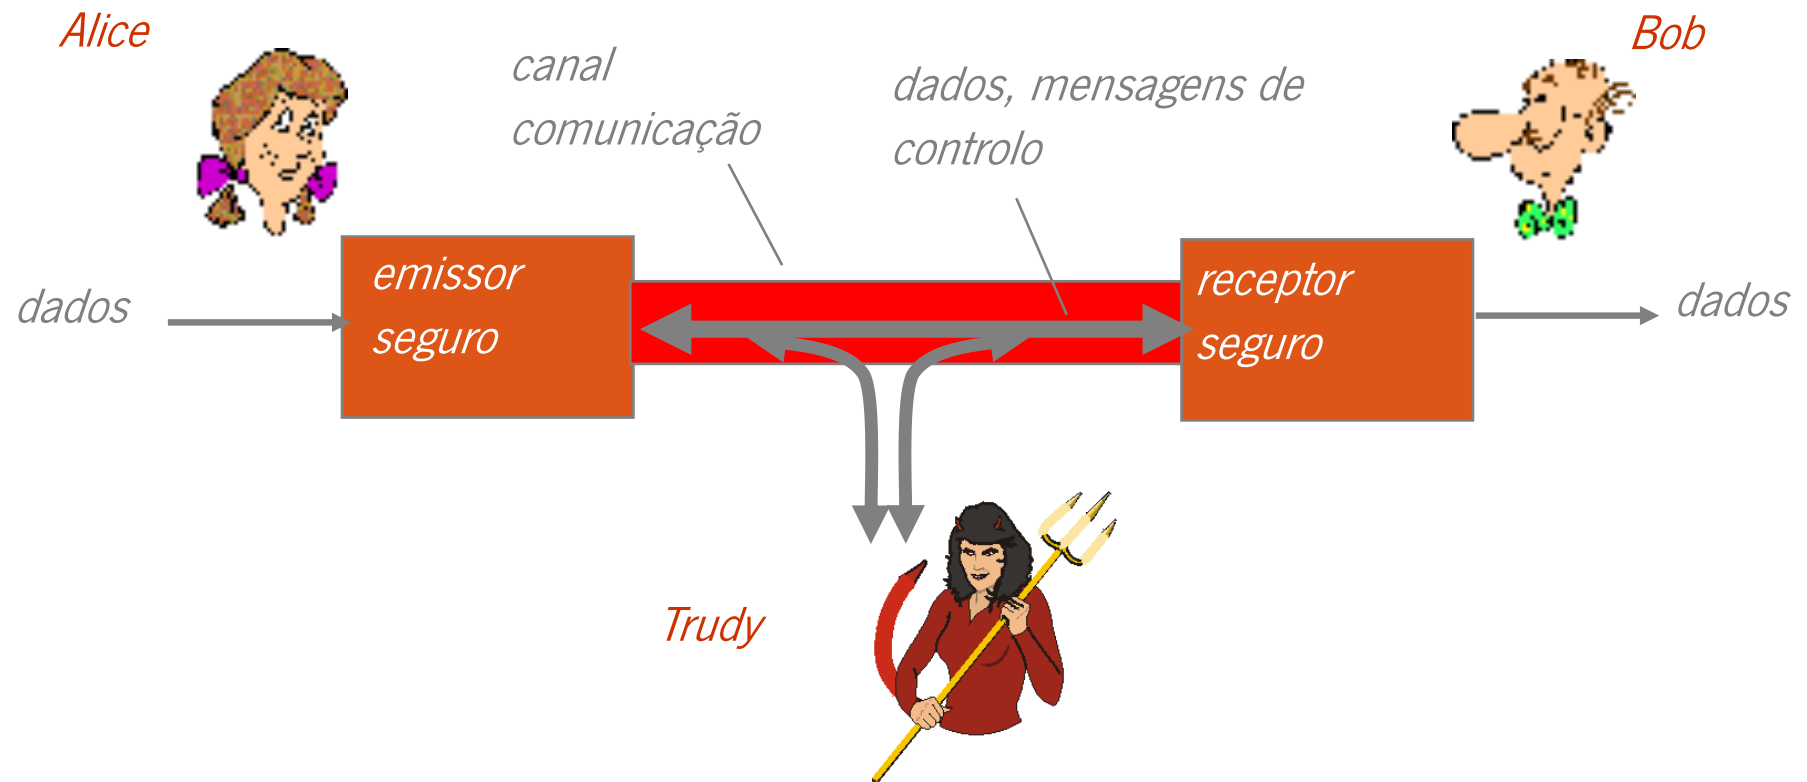 Alice
Bob
canal
comunicação
dados, mensagens de
controlo
dados
emissor
seguro
receptor
seguro
dados
Trudy